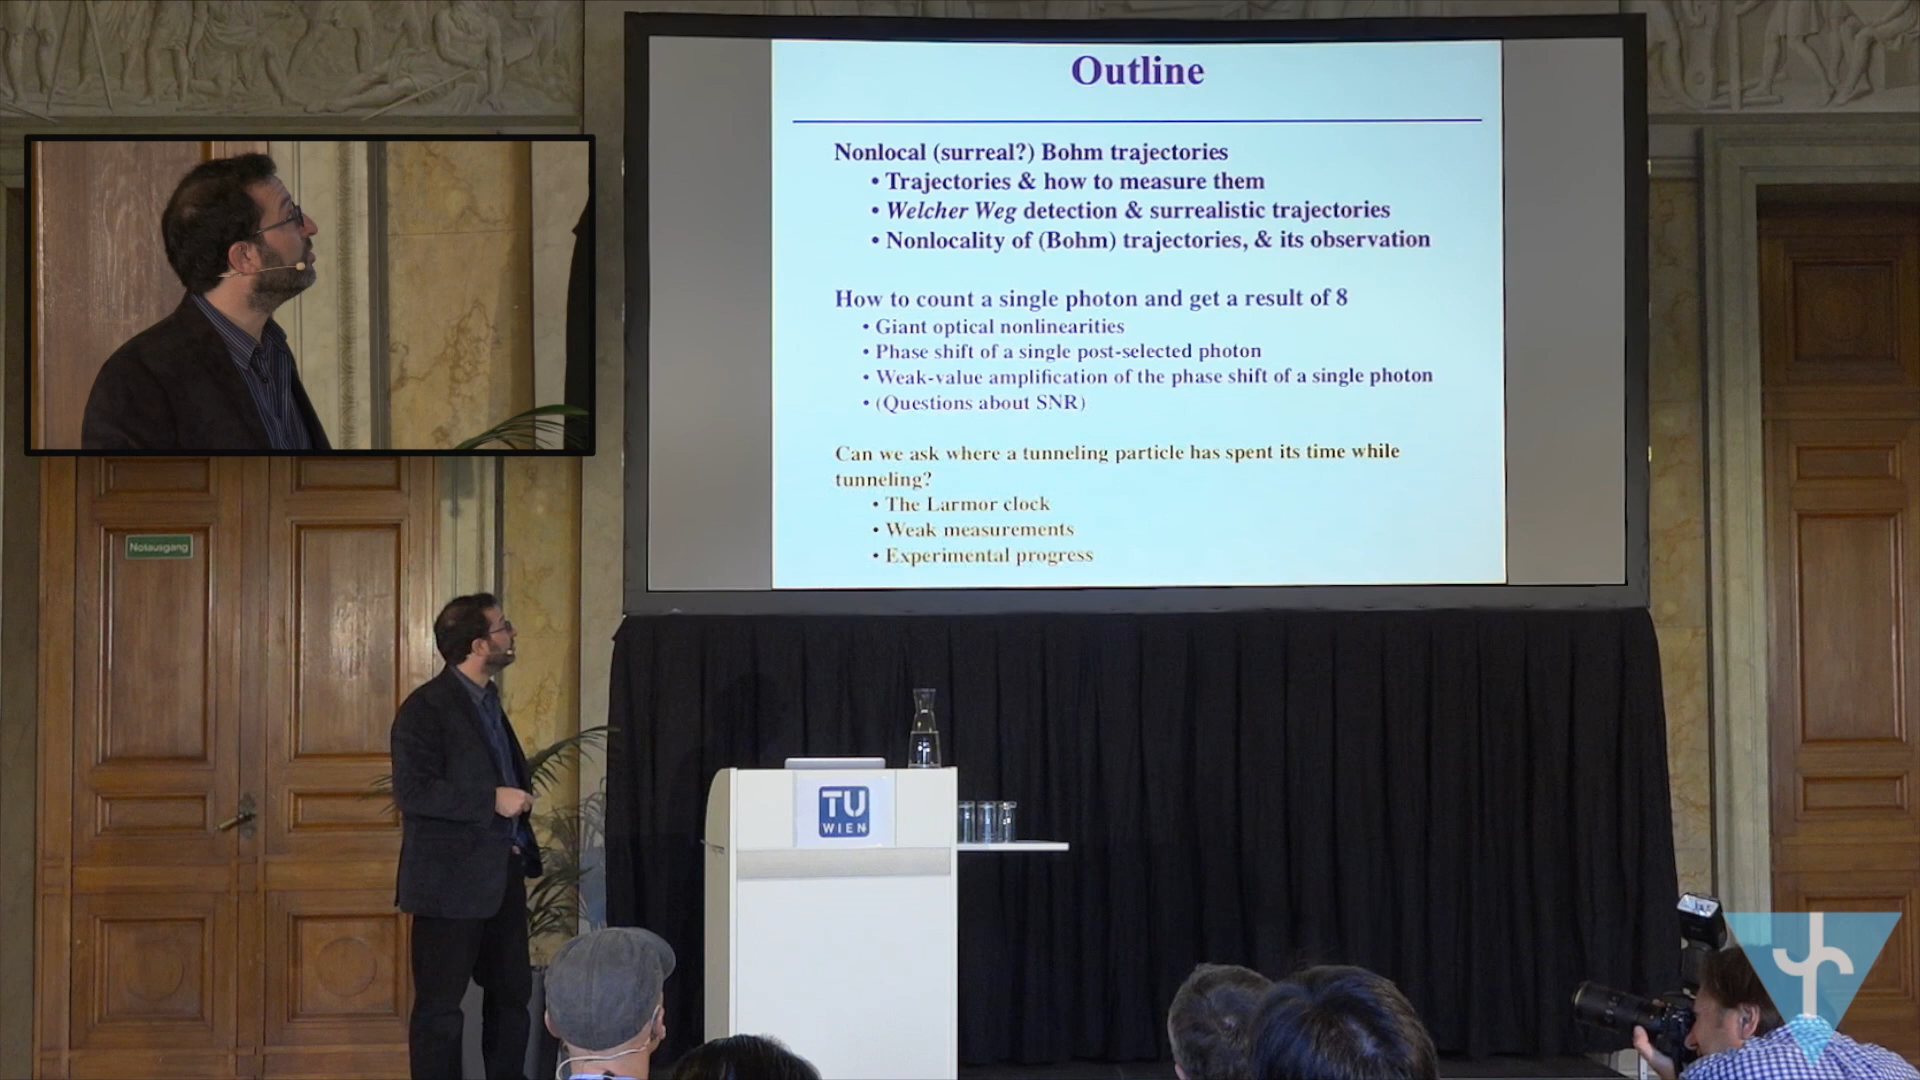 Outline
Nonlocal (surreal?) Bohm trajectories
• Trajectories & how to measure them
• Welcher Weg detection & surrealistic trajectories
• Nonlocality of (Bohm) trajectories, & its observation
How to count a single photon and get a result of 8
• Giant optical nonlinearities
• Phase shift of a single post-selected photon
• Weak-value amplification of the phase shift of a single photon
• (Questions about SNR)
Can we ask where a tunneling particle has spent its time while
tunneling?
• The Larmor clock
• Weak measurements
• Experimental progress
Notausgang
TU
WIEN